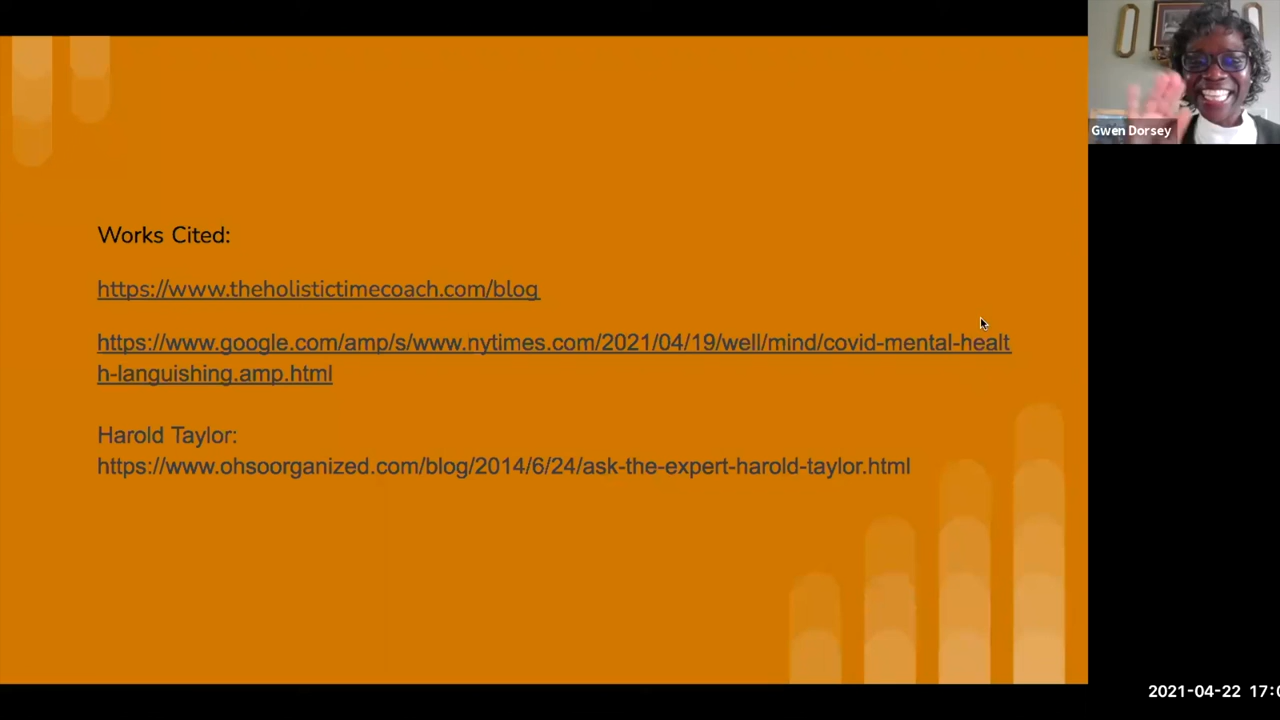 Works Cited:
https://www.theholistictimecoach.com/blog
https://www.google.com/amp/s/www.nytimes.com/2021/04/19/well/mind/covid-mental-healt
h-languishing.amp.html
Harold Taylor:
https://www.ohsoorganized.com/blog/2014/6/24/ask-the-expert-harold-taylor.html
Gwen Dorsey
2021-04-22